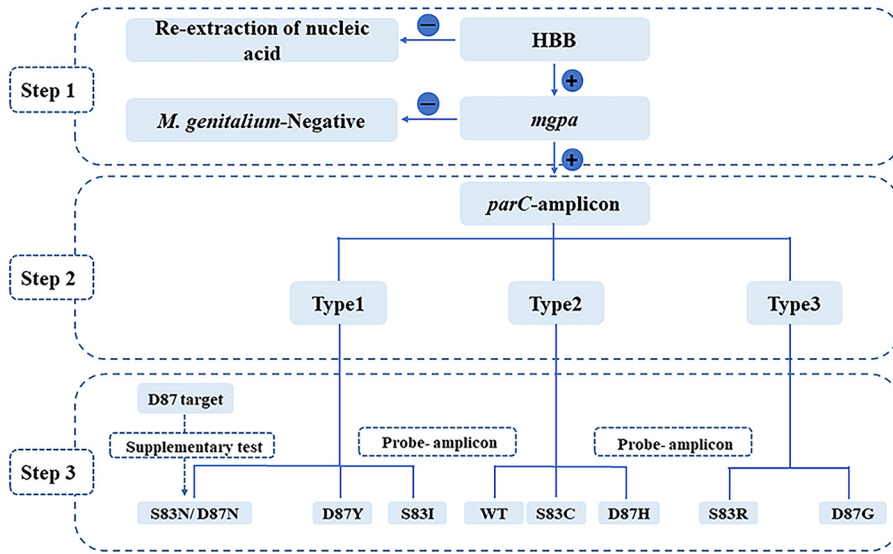 Step 1
Re-extraction of nucleic
acid
−
HBB
+
M. genitalium-Negative
−
mgpa
+
Step 2
parC-amplicon
Type1
Type2
Type3
Step 3
D87 target
Supplementary test
Probe- amplicon
Probe- amplicon
S83N/D87N
D87Y
S83I
WT
S83C
D87H
S83R
D87G